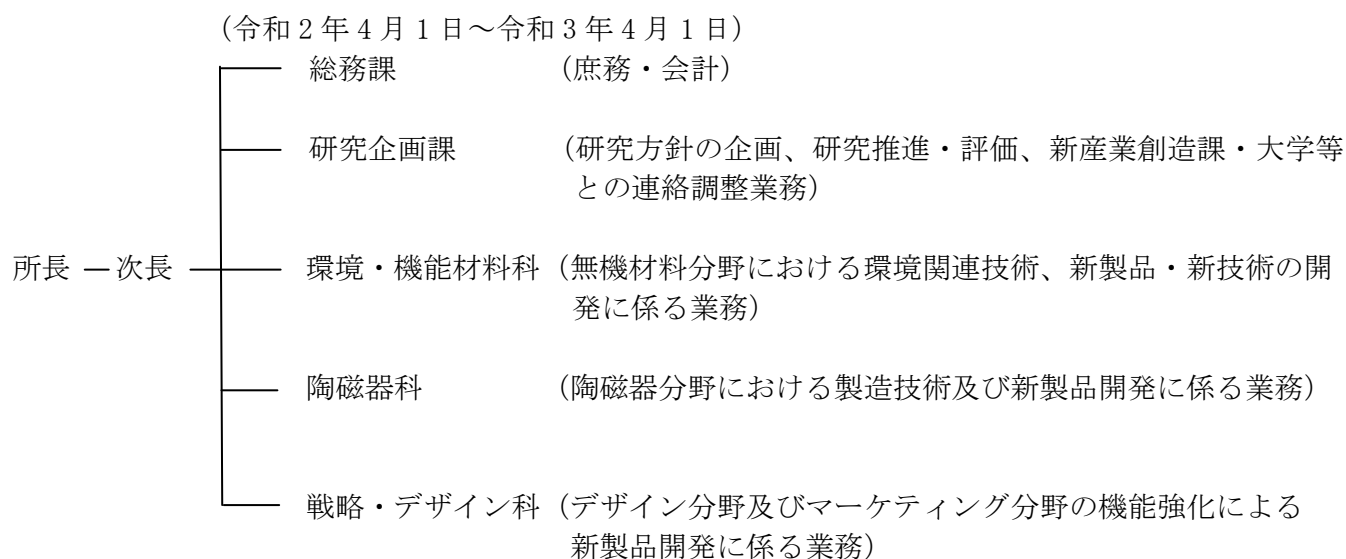 （令和２年４月１日～令和３年４月１日）
総務課 （庶務・会計）
研究企画課 （研究方針の企画、研究推進・評価、新産業創造課・大学等
との連絡調整業務）
所長 ― 次長 環境・機能材料科 （無機材料分野における環境関連技術、新製品・新技術の開
発に係る業務）
陶磁器科 （陶磁器分野における製造技術及び新製品開発に係る業務）
戦略・デザイン科 （デザイン分野及びマーケティング分野の機能強化による
新製品開発に係る業務）